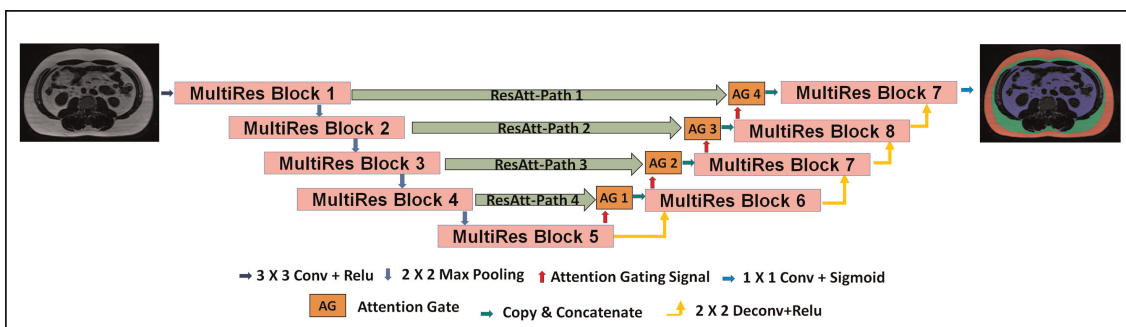 MultiRes Block 1
ResAtt-Path 1
AG 4
MultiRes Block 7
MultiRes Block 2
ResAtt-Path 2
AG 3
MultiRes Block 8
MultiRes Block 3
ResAtt-Path 3
AG 2
MultiRes Block 7
MultiRes Block 4
ResAtt-Path 4
AG 1
MultiRes Block 6
MultiRes Block 5
3 X 3 Conv + Relu
2 X 2 Max Pooling
Attention Gating Signal
1 X 1 Conv + Sigmoid
AG
Attention Gate
Copy & Concatenate
2 X 2 Deconv+Relu